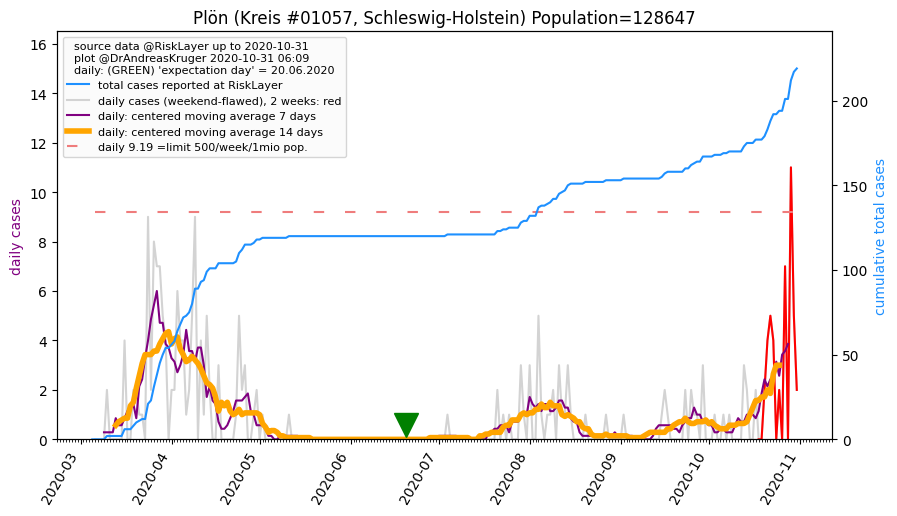 Plön (Kreis #01057, Schleswig-Holstein) Population=128647
source data @RiskLayer up to 2020-10-31
plot @DrAndreasKruger 2020-10-31 06:09
daily: (GREEN) 'expectation day' = 20.06.2020
total cases reported at RiskLayer
daily cases (weekend-flawed), 2 weeks: red
daily: centered moving average 7 days
daily: centered moving average 14 days
daily 9.19 =limit 500/week/1mio pop.
daily cases
16
14
12
10
8
6
4
2
0
cumulative total cases
200
150
100
50
0
2020-03
2020-04
2020-05
2020-06
2020-07
2020-08
2020-09
2020-10
2020-11